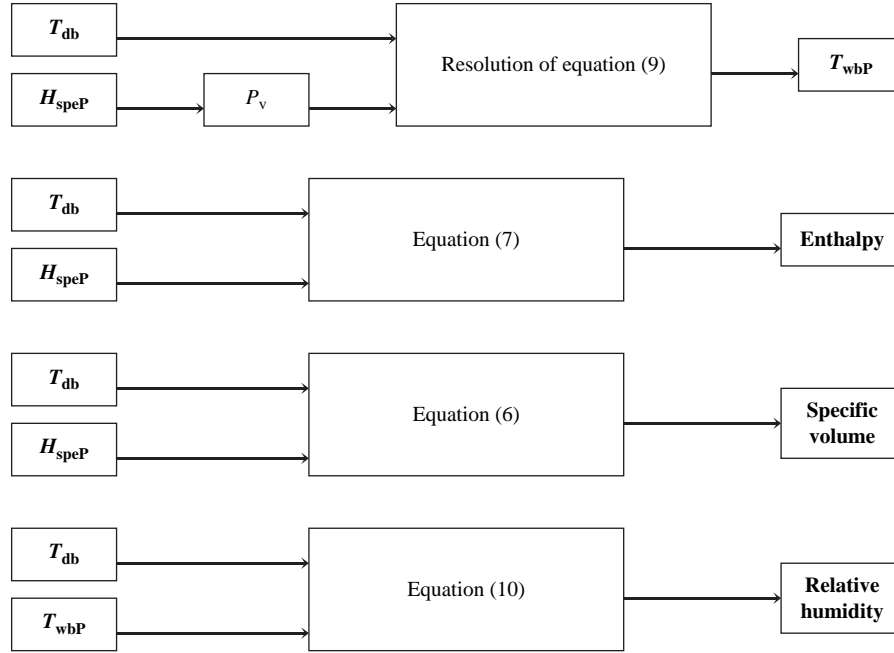 T_db
Resolution of equation (9)
T_wbP
H_speP
P_v
T_db
Equation (7)
Enthalpy
H_speP
T_db
Equation (6)
Specific
volume
H_speP
T_db
Equation (10)
Relative
humidity
T_wbP